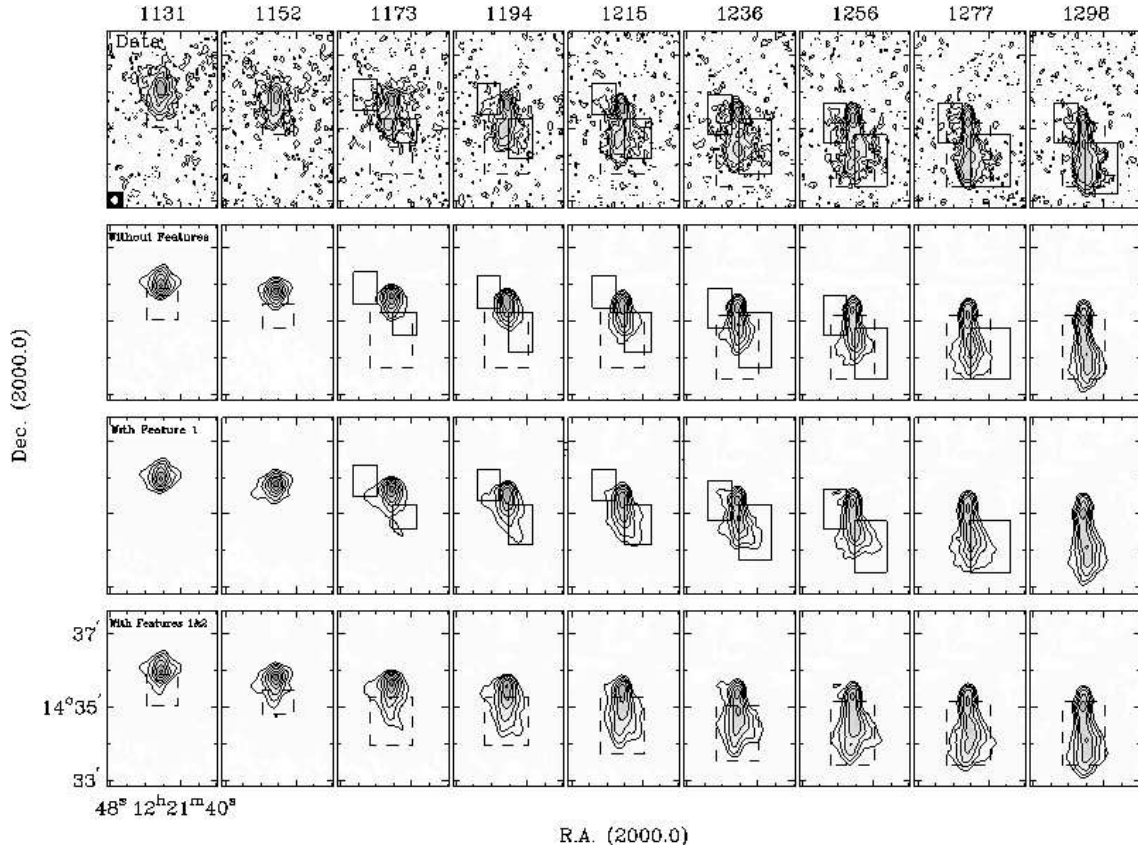 1131 1152 1173 1194 1215 1236 1256 1277 1298
Data
Without Features
With Feature 1
With Features 1&2
Dec. (2000.0)
37′
14°35′
33′
48ˢ 12ʰ21ᵐ40ˢ
R.A. (2000.0)